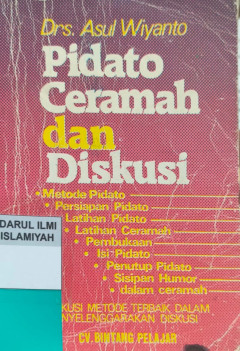 Drs. Asul Wiyanto
Pidato
Ceramah
dan
Diskusi
• Metode Pidato
• Persiapan Pidato
• Latihan Pidato
• Latihan Ceramah
• Pembukaan
• Isi Pidato
• Penutup Pidato
• Sisipan Humor
• dalam ceramah
DARUL ILMI
ISLAMIYAH
KUSI METODE TERBAIK DALAM
NYELENGGARAKAN DISKUSI
CV. BINTANG PELAJAR